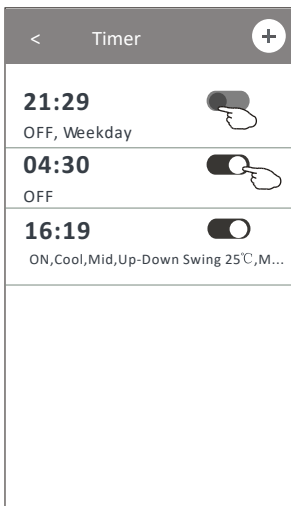 < Timer +
21:29
OFF, Weekday
04:30
OFF
16:19
ON,Cool,Mid,Up-Down Swing 25℃,M...